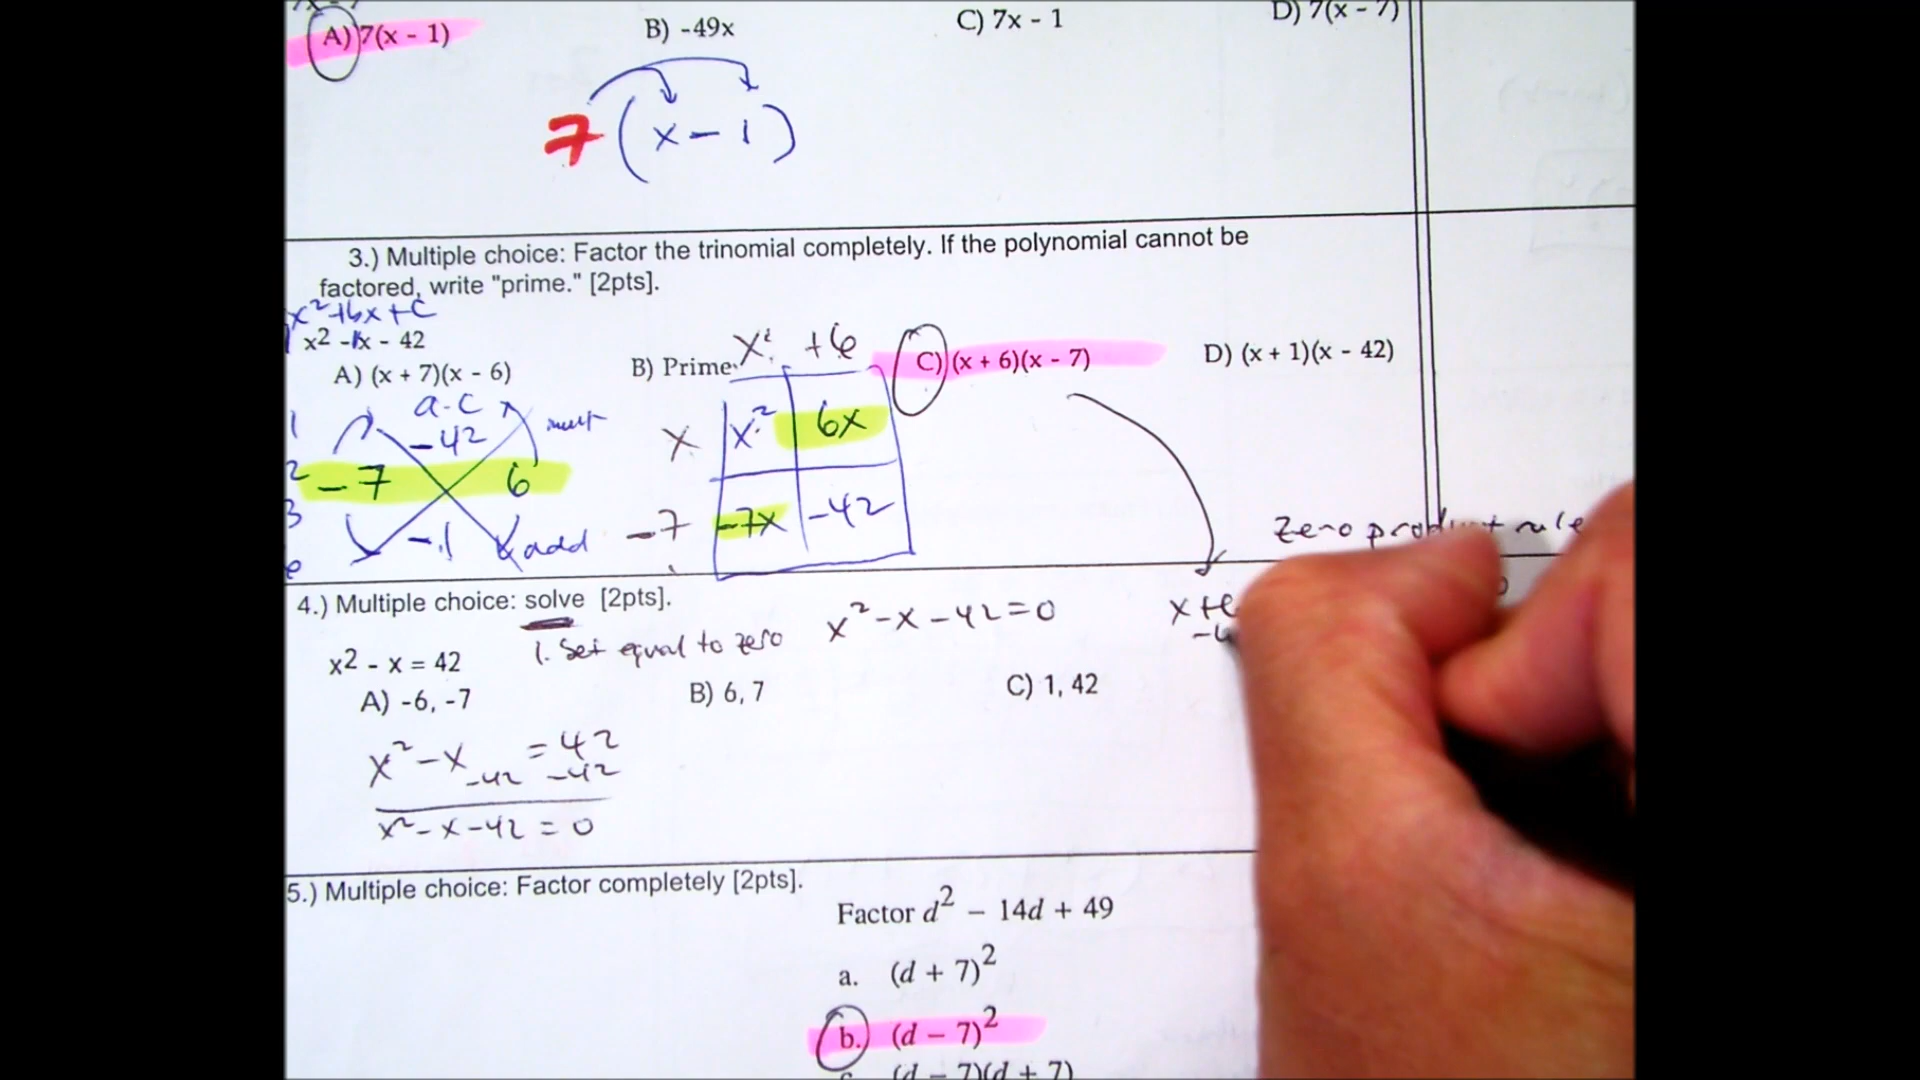 A) 7(x - 1)
B) -49x
C) 7x - 1
D) 7(x - 7)
7(x - 1)
3.) Multiple choice: Factor the trinomial completely. If the polynomial cannot be
factored, write "prime." [2pts].
x² + bx + c
x2 - 1x - 42
A) (x + 7)(x - 6)
B) Prime
C) (x + 6)(x - 7)
D) (x + 1)(x - 42)
a·c
-42
mult
-7 6
-1 add
x +6
x x² 6x
-7 -7x -42
Zero product rule
4.) Multiple choice: solve [2pts].
1. Set equal to zero
x² - x - 42 = 0
x2 - x = 42
A) -6, -7
B) 6, 7
C) 1, 42
x² - x = 42
-42 -42
x² - x - 42 = 0
5.) Multiple choice: Factor completely [2pts].
Factor d² - 14d + 49
a. (d + 7)²
b. (d - 7)²
(d - 7)(d + 7)